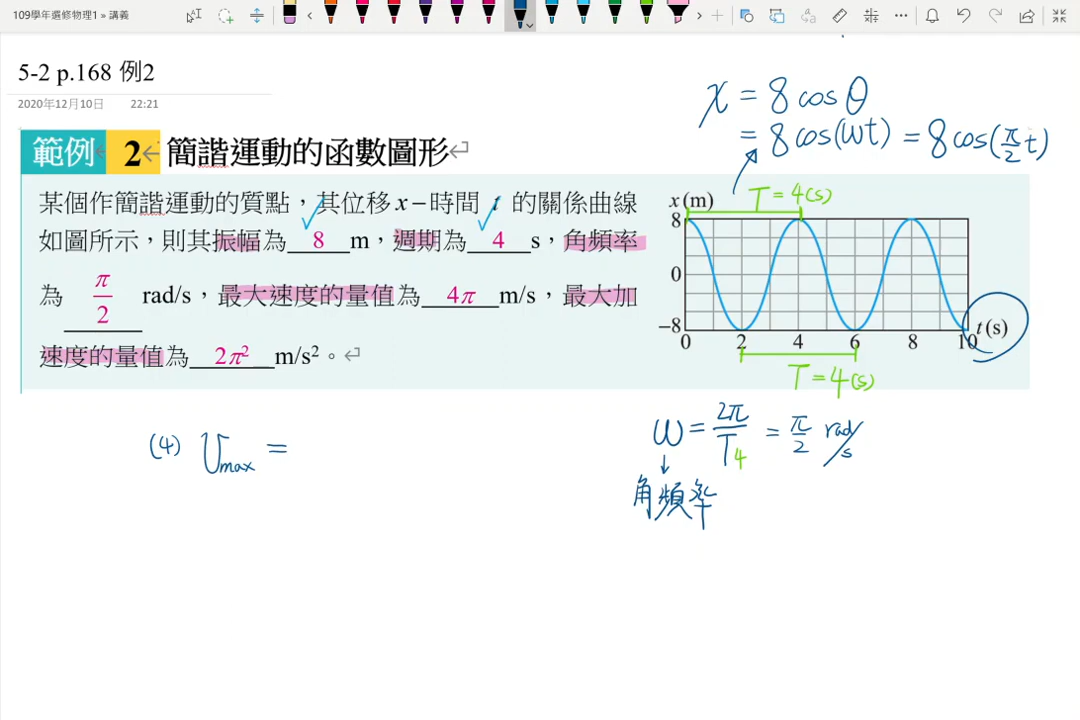 109學年選修物理1 » 講義
5-2 p.168 例2
2020年12月10日 22:21
範例 2 簡諧運動的函數圖形
某個作簡諧運動的質點，其位移 x－時間 t 的關係曲線
如圖所示，則其振幅為 8 m，週期為 4 s，角頻率
為 π/2 rad/s，最大速度的量值為 4π m/s，最大加
速度的量值為 2π² m/s²。
x = 8 cos θ
= 8 cos(ωt) = 8 cos(π/2 t)
x (m)
T = 4(s)
8
0
−8
0 2 4 6 8 10
t (s)
T = 4(s)
(4) Vmax =
ω = 2π/T 4 = π/2 rad/s
角頻率